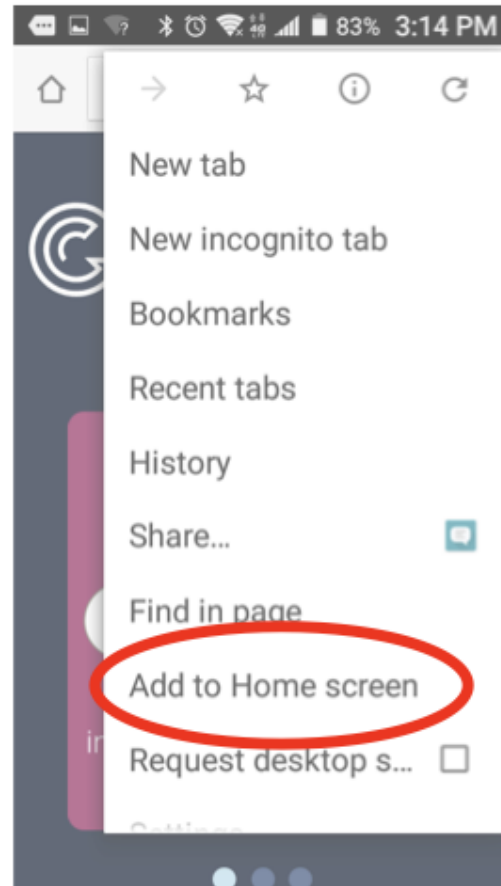 83% 3:14 PM
New tab
New incognito tab
Bookmarks
Recent tabs
History
Share...
Find in page
Add to Home screen
Request desktop s...
Settings